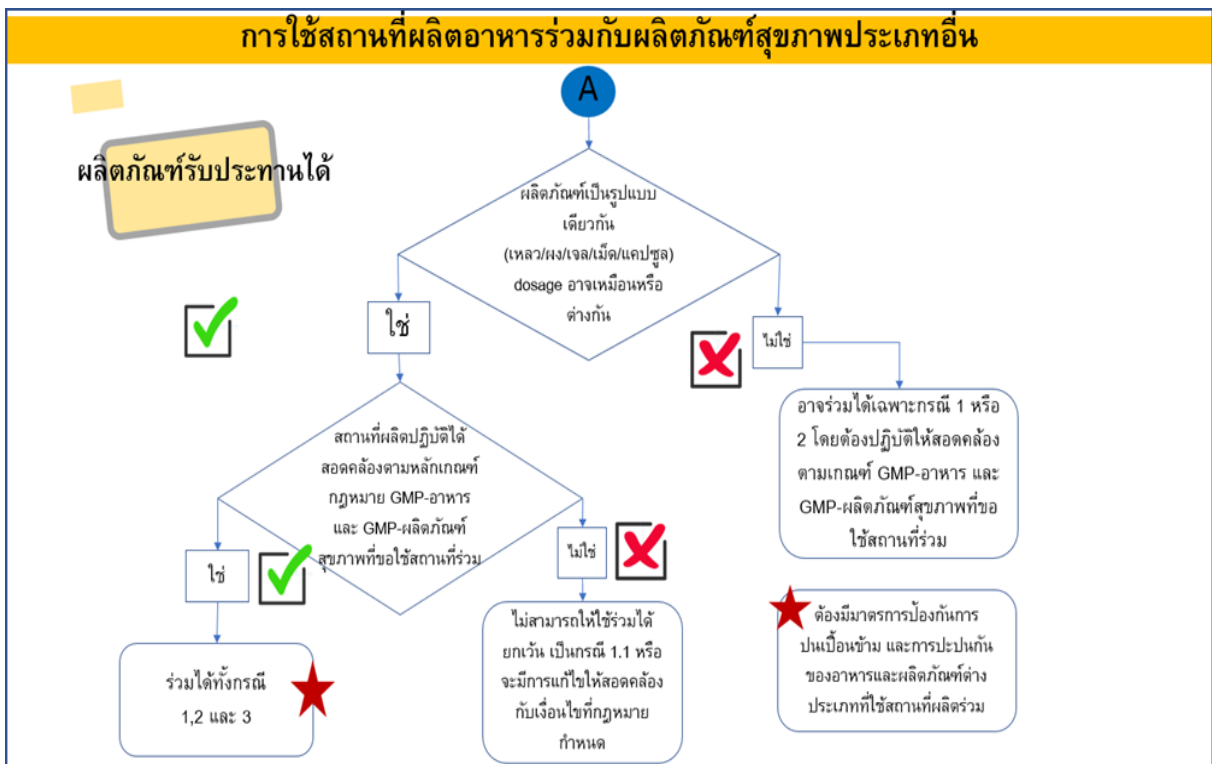 การใช้สถานที่ผลิตอาหารร่วมกับผลิตภัณฑ์สุขภาพประเภทอื่น
A
ผลิตภัณฑ์รับประทานได้
ผลิตภัณฑ์เป็นรูปแบบ
เดียวกัน
(เหลว/ผง/เจล/เม็ด/แคปซูล)
dosage อาจเหมือนหรือ
ต่างกัน
ใช่
ไม่ใช่
สถานที่ผลิตปฏิบัติได้
สอดคล้องตามหลักเกณฑ์
กฎหมาย GMP-อาหาร
และ GMP-ผลิตภัณฑ์
สุขภาพที่ขอใช้สถานที่ร่วม
อาจร่วมได้เฉพาะกรณี 1 หรือ
2 โดยต้องปฏิบัติให้สอดคล้อง
ตามเกณฑ์ GMP-อาหาร และ
GMP-ผลิตภัณฑ์สุขภาพที่ขอ
ใช้สถานที่ร่วม
ใช่
ไม่ใช่
ร่วมได้ทั้งกรณี
1,2 และ 3
ไม่สามารถให้ใช้ร่วมได้
ยกเว้น เป็นกรณี 1.1 หรือ
จะมีการแก้ไขให้สอดคล้อง
กับเงื่อนไขที่กฎหมาย
กำหนด
ต้องมีมาตรการป้องกันการ
ปนเปื้อนข้าม และการปะปนกัน
ของอาหารและผลิตภัณฑ์ต่าง
ประเภทที่ใช้สถานที่ผลิตร่วม